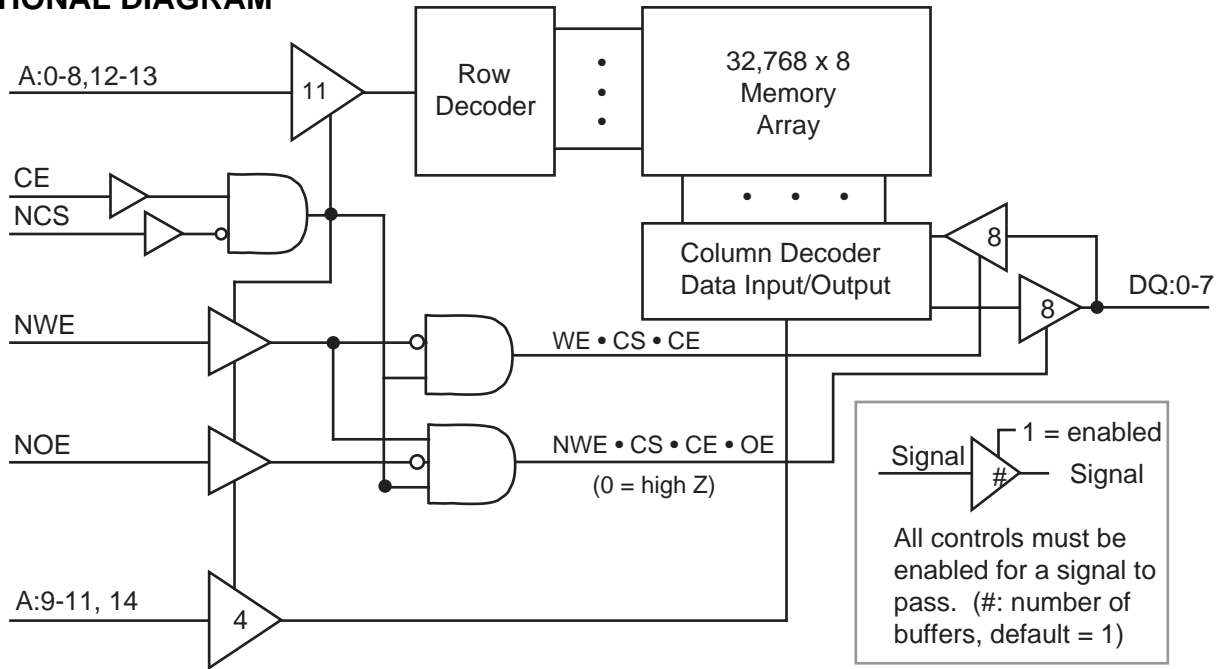 TIONAL DIAGRAM
A:0-8,12-13
11
Row
Decoder
•
•
•
32,768 x 8
Memory
Array
CE
NCS
• • •
Column Decoder
Data Input/Output
8
8
DQ:0-7
NWE
WE • CS • CE
NOE
NWE • CS • CE • OE
(0 = high Z)
A:9-11, 14
4
1 = enabled
Signal
#
Signal
All controls must be
enabled for a signal to
pass. (#: number of
buffers, default = 1)